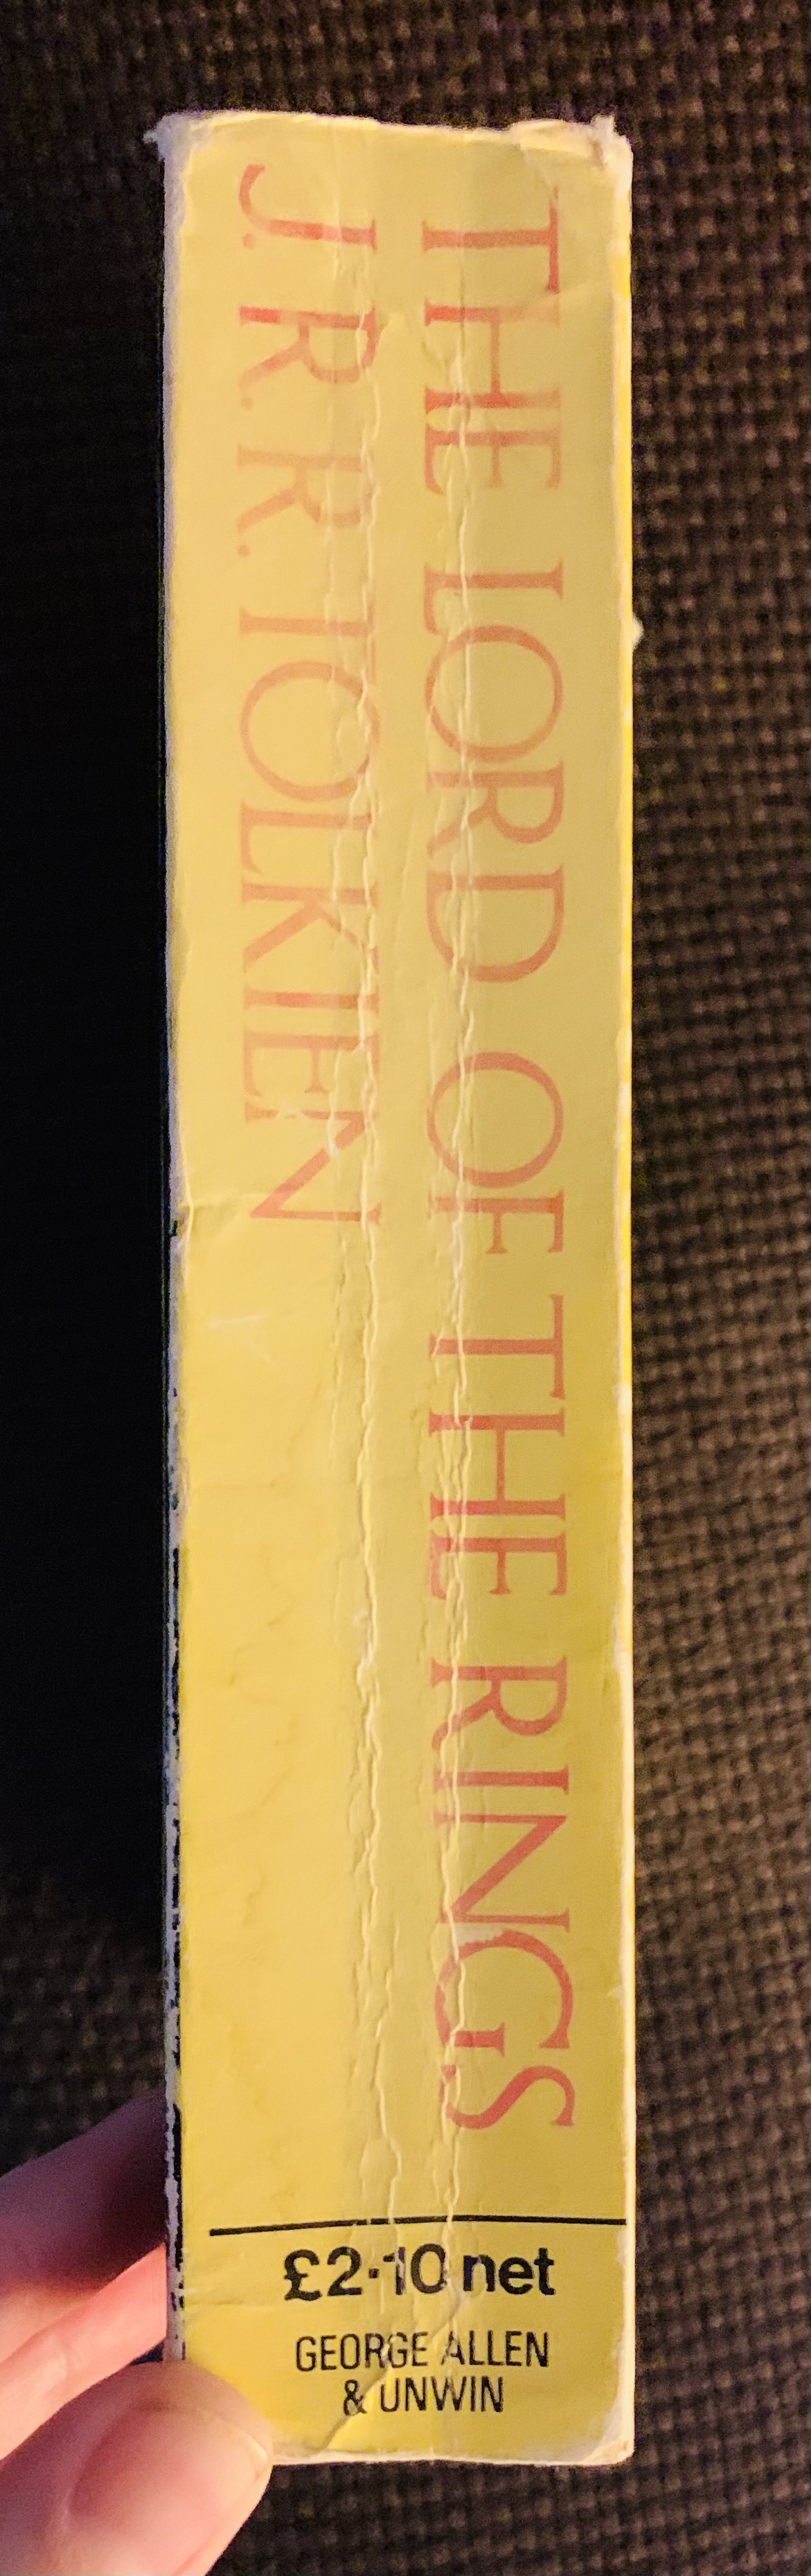 THE LORD OF THE RINGS
J. R. R. TOLKIEN
£2·10 net
GEORGE ALLEN
& UNWIN